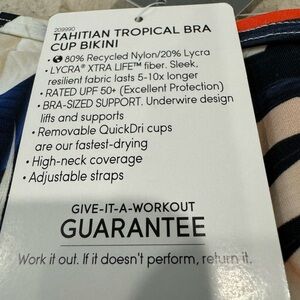 209990
TAHITIAN TROPICAL BRA
CUP BIKINI
• 80% Recycled Nylon/20% Lycra
• LYCRA® XTRA LIFE™ fiber. Sleek,
resilient fabric lasts 5-10x longer
• RATED UPF 50+ (Excellent Protection)
• BRA-SIZED SUPPORT. Underwire design
lifts and supports
• Removable QuickDri cups
are our fastest-drying
• High-neck coverage
• Adjustable straps
GIVE-IT-A-WORKOUT
GUARANTEE
Work it out. If it doesn't perform, return it.